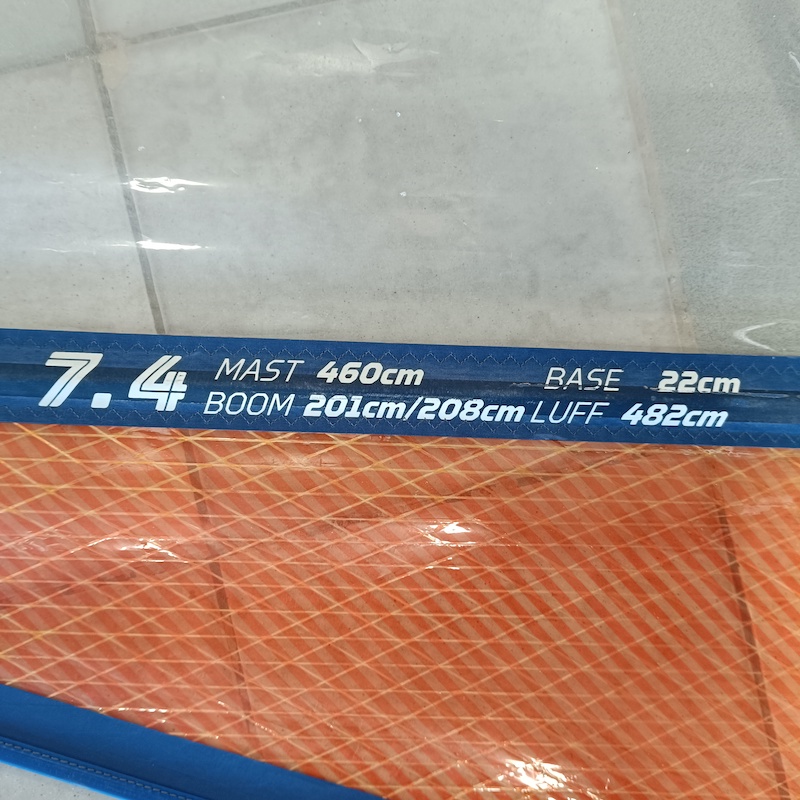 7.4
MAST 460cm BASE 22cm
BOOM 201cm/208cm LUFF 482cm